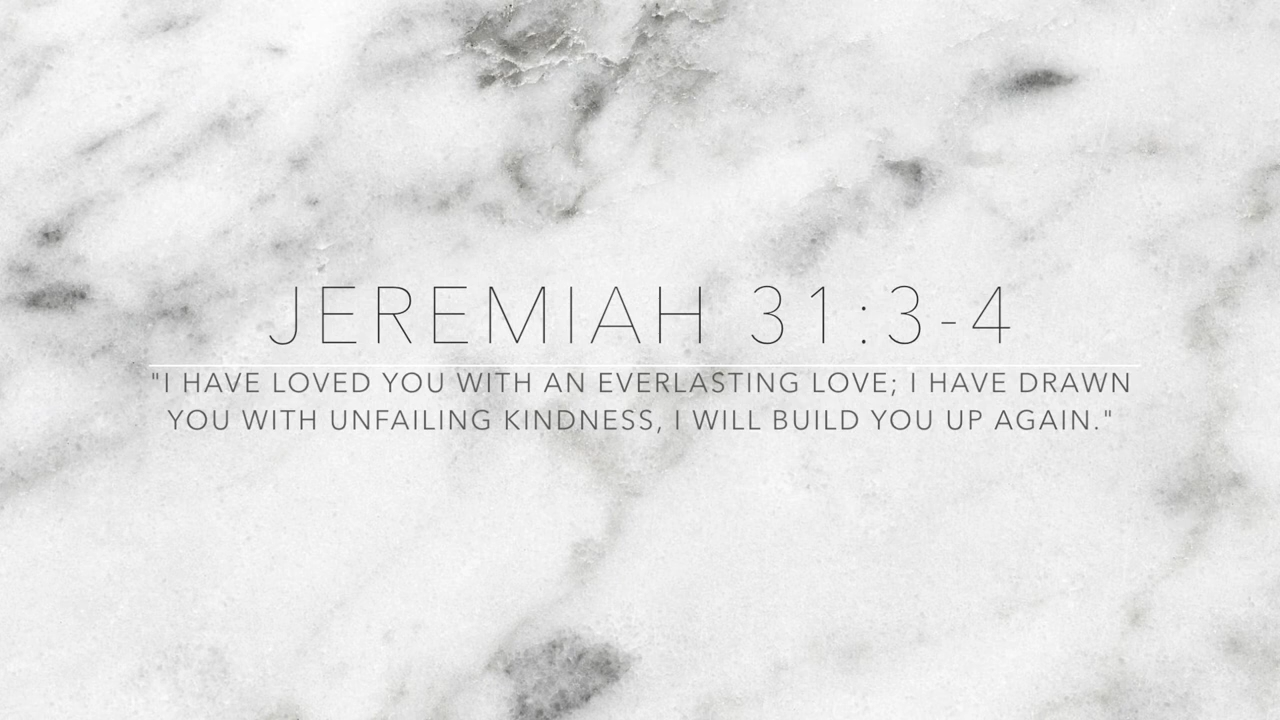 JEREMIAH 31:3-4
"I HAVE LOVED YOU WITH AN EVERLASTING LOVE; I HAVE DRAWN
YOU WITH UNFAILING KINDNESS, I WILL BUILD YOU UP AGAIN."